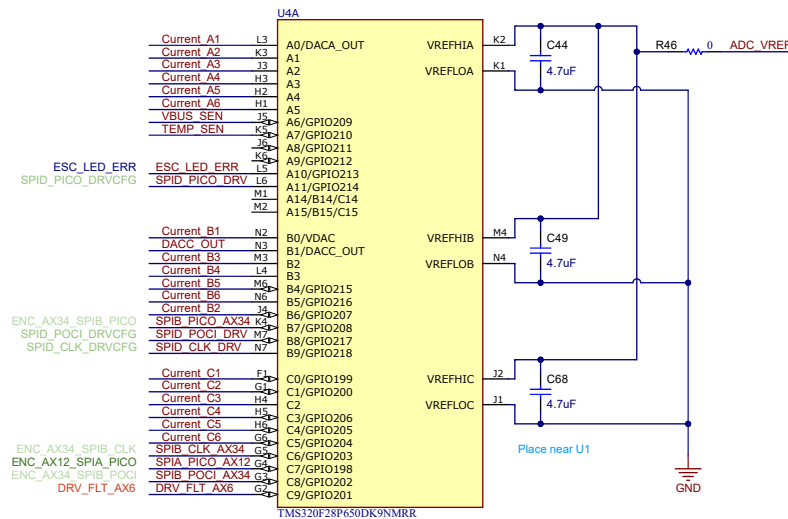 U4A
Current_A1 L3 A0/DACA_OUT VREFHIA K2 C44 R46 0 ADC_VREF
Current_A2 K3 A1
Current_A3 J3 A2 VREFLOA K1 4.7uF
Current_A4 H3 A3
Current_A5 H2 A4
Current_A6 H1 A5
VBUS_SEN J5 A6/GPIO209
TEMP_SEN K5 A7/GPIO210
J6 A8/GPIO211
K6 A9/GPIO212
ESC_LED_ERR ESC_LED_ERR L5 A10/GPIO213
SPID_PICO_DRVCFG SPID_PICO_DRV L6 A11/GPIO214
M1 A14/B14/C14
M2 A15/B15/C15
Current_B1 N2 B0/VDAC VREFHIB M4 C49
DACC_OUT N3 B1/DACC_OUT
Current_B3 M3 B2 VREFLOB N4 4.7uF
Current_B4 L4 B3
Current_B5 M6 B4/GPIO215
Current_B6 N6 B5/GPIO216
Current_B2 J4 B6/GPIO207
ENC_AX34_SPIB_PICO SPIB_PICO_AX34 K4 B7/GPIO208
SPID_POCI_DRVCFG SPID_POCI_DRV M7 B8/GPIO217
SPID_CLK_DRVCFG SPID_CLK_DRV N7 B9/GPIO218
Current_C1 F1 C0/GPIO199 VREFHIC J2 C68
Current_C2 G1 C1/GPIO200
Current_C3 H4 C2 VREFLOC J1 4.7uF
Current_C4 H5 C3/GPIO206
Current_C5 H6 C4/GPIO205
Current_C6 G6 C5/GPIO204
ENC_AX34_SPIB_CLK SPIB_CLK_AX34 G5 C6/GPIO203 Place near U1
ENC_AX12_SPIA_PICO SPIA_PICO_AX12 G4 C7/GPIO198
ENC_AX34_SPIB_POCI SPIB_POCI_AX34 G3 C8/GPIO202
DRV_FLT_AX6 DRV_FLT_AX6 G2 C9/GPIO201 GND
TMS320F28P650DK9NMRR